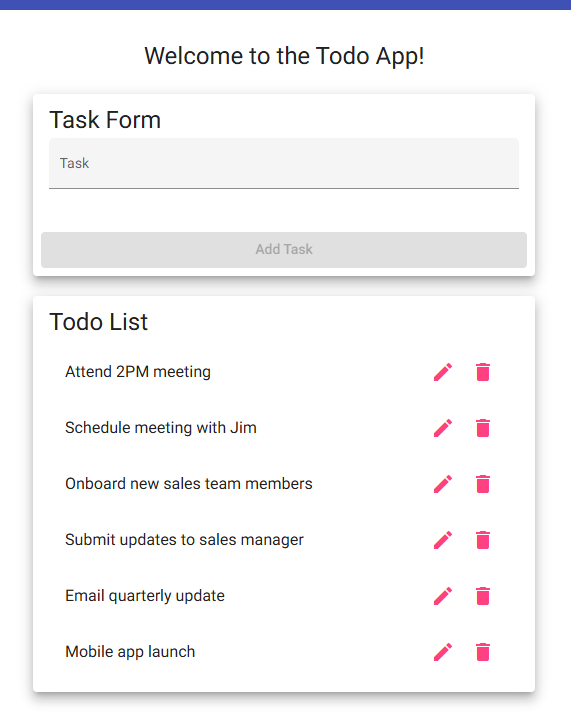 Welcome to the Todo App!
Task Form
Task
Add Task
Todo List
Attend 2PM meeting
Schedule meeting with Jim
Onboard new sales team members
Submit updates to sales manager
Email quarterly update
Mobile app launch